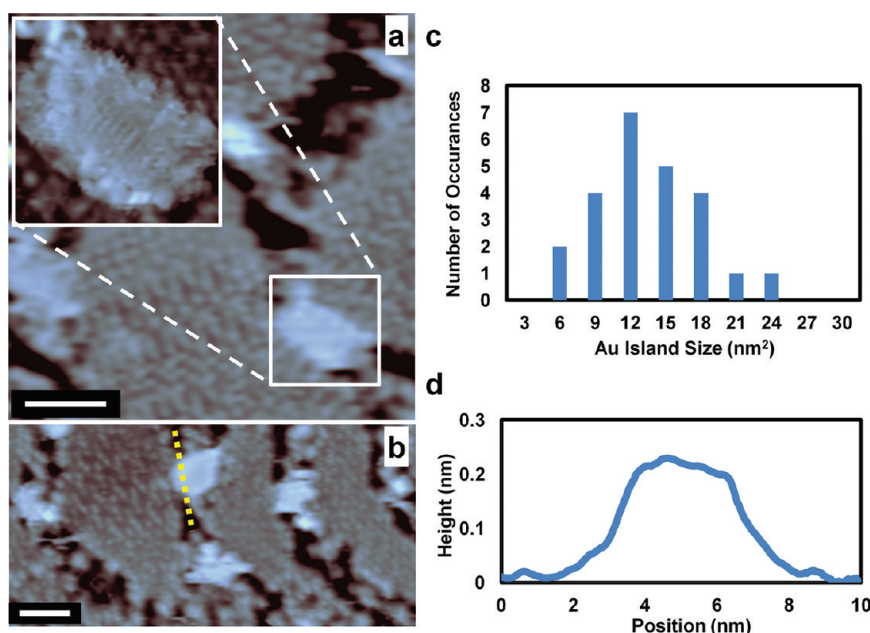 a
b
c
8
7
6
5
4
3
2
1
0
Number of Occurances
3 6 9 12 15 18 21 24 27 30
Au Island Size (nm²)
d
0.3
0.2
0.1
0
Height (nm)
0 2 4 6 8 10
Position (nm)